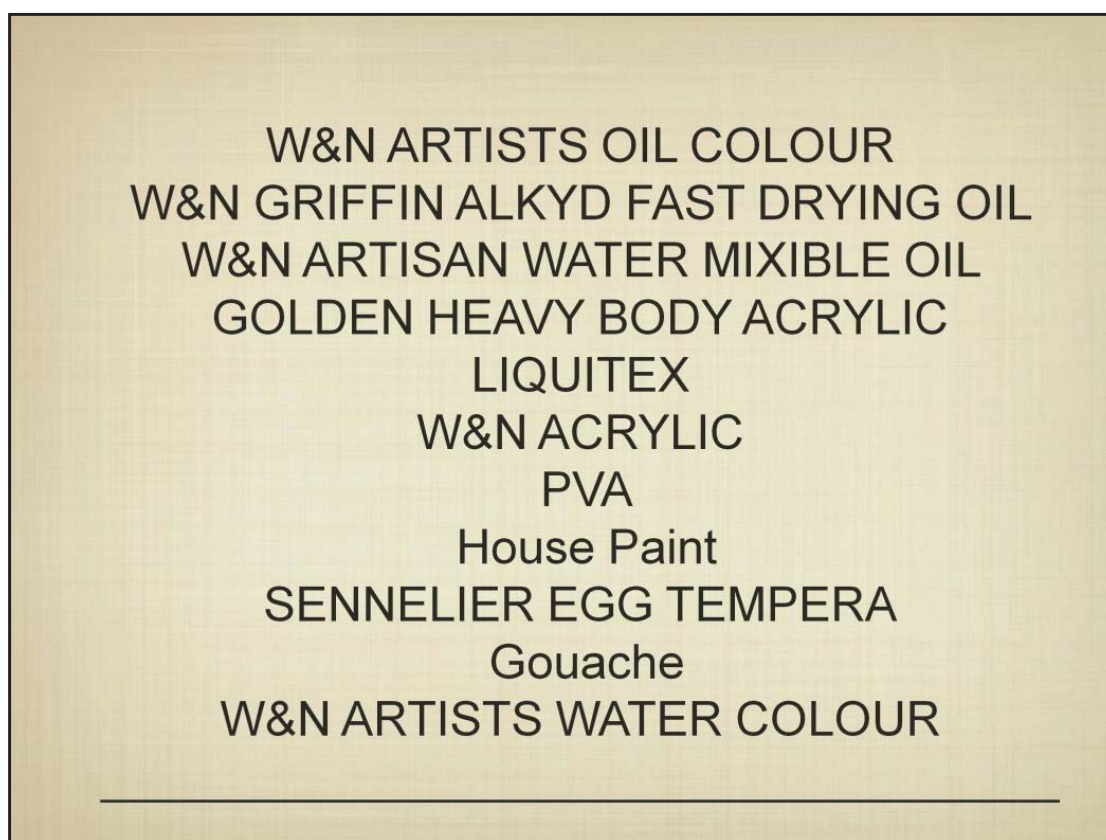 W&N ARTISTS OIL COLOUR
W&N GRIFFIN ALKYD FAST DRYING OIL
W&N ARTISAN WATER MIXIBLE OIL
GOLDEN HEAVY BODY ACRYLIC
LIQUITEX
W&N ACRYLIC
PVA
House Paint
SENNELIER EGG TEMPERA
Gouache
W&N ARTISTS WATER COLOUR